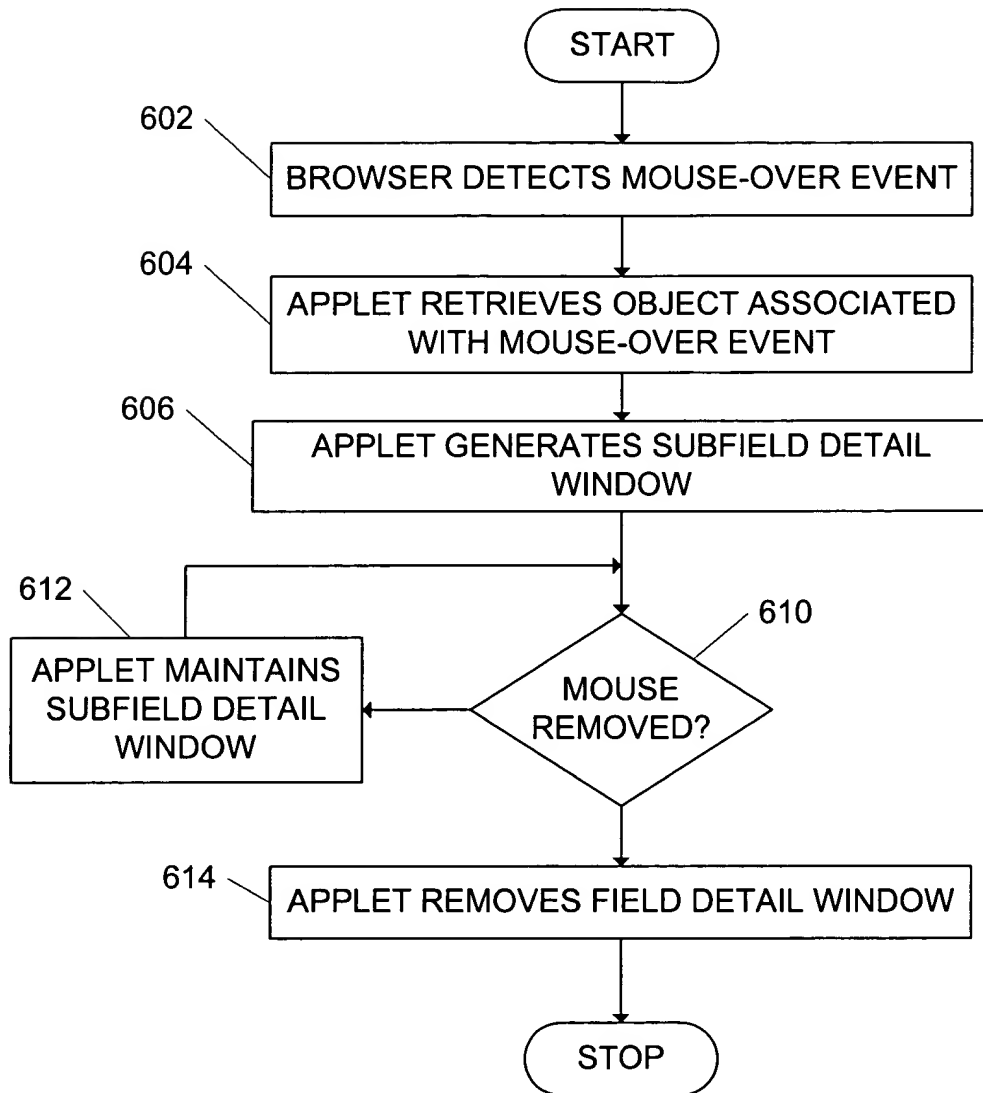 START
602
BROWSER DETECTS MOUSE-OVER EVENT
604
APPLET RETRIEVES OBJECT ASSOCIATED
WITH MOUSE-OVER EVENT
606
APPLET GENERATES SUBFIELD DETAIL
WINDOW
612
APPLET MAINTAINS
SUBFIELD DETAIL
WINDOW
610
MOUSE
REMOVED?
614
APPLET REMOVES FIELD DETAIL WINDOW
STOP